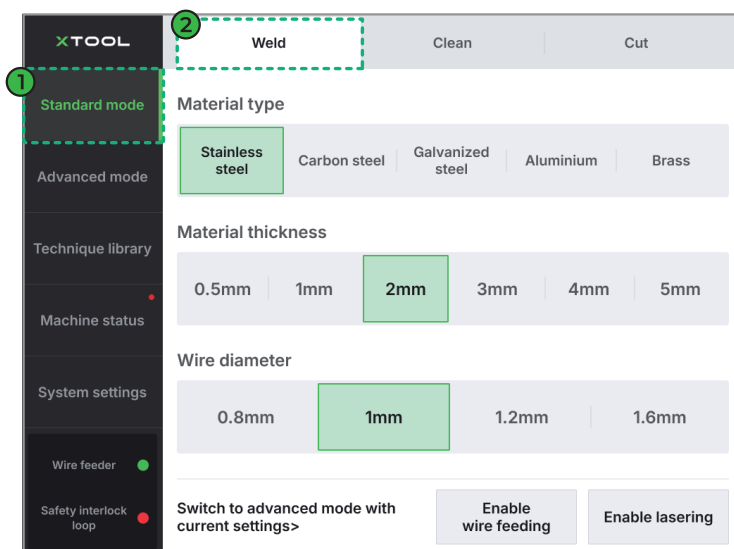 XTOOL
1
Standard mode
Advanced mode
Technique library
Machine status
System settings
Wire feeder
Safety interlock
loop
2
Weld
Clean
Cut
Material type
Stainless
steel
Carbon steel
Galvanized
steel
Aluminium
Brass
Material thickness
0.5mm
1mm
2mm
3mm
4mm
5mm
Wire diameter
0.8mm
1mm
1.2mm
1.6mm
Switch to advanced mode with
current settings>
Enable
wire feeding
Enable lasering